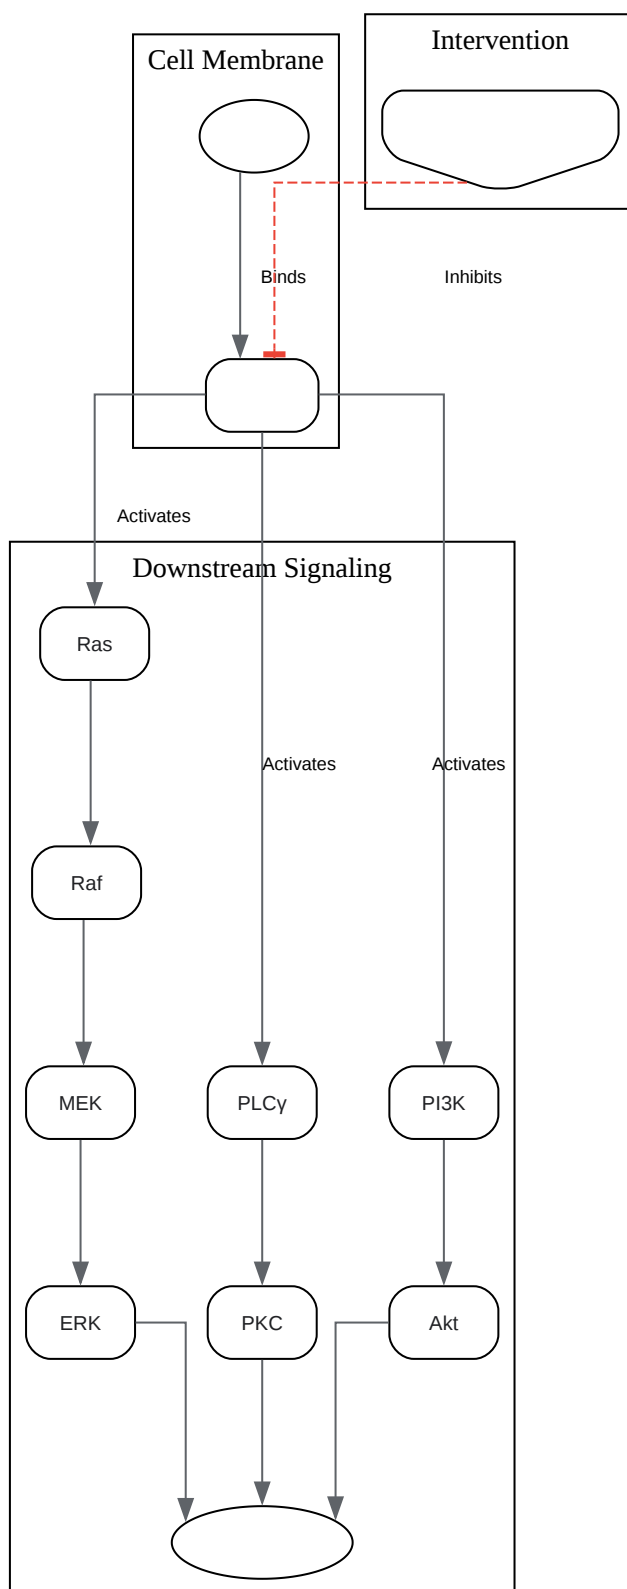 Cell Membrane
Intervention
Binds
Inhibits
Activates
Downstream Signaling
Ras
Activates
Activates
Raf
MEK
PLCγ
PI3K
ERK
PKC
Akt